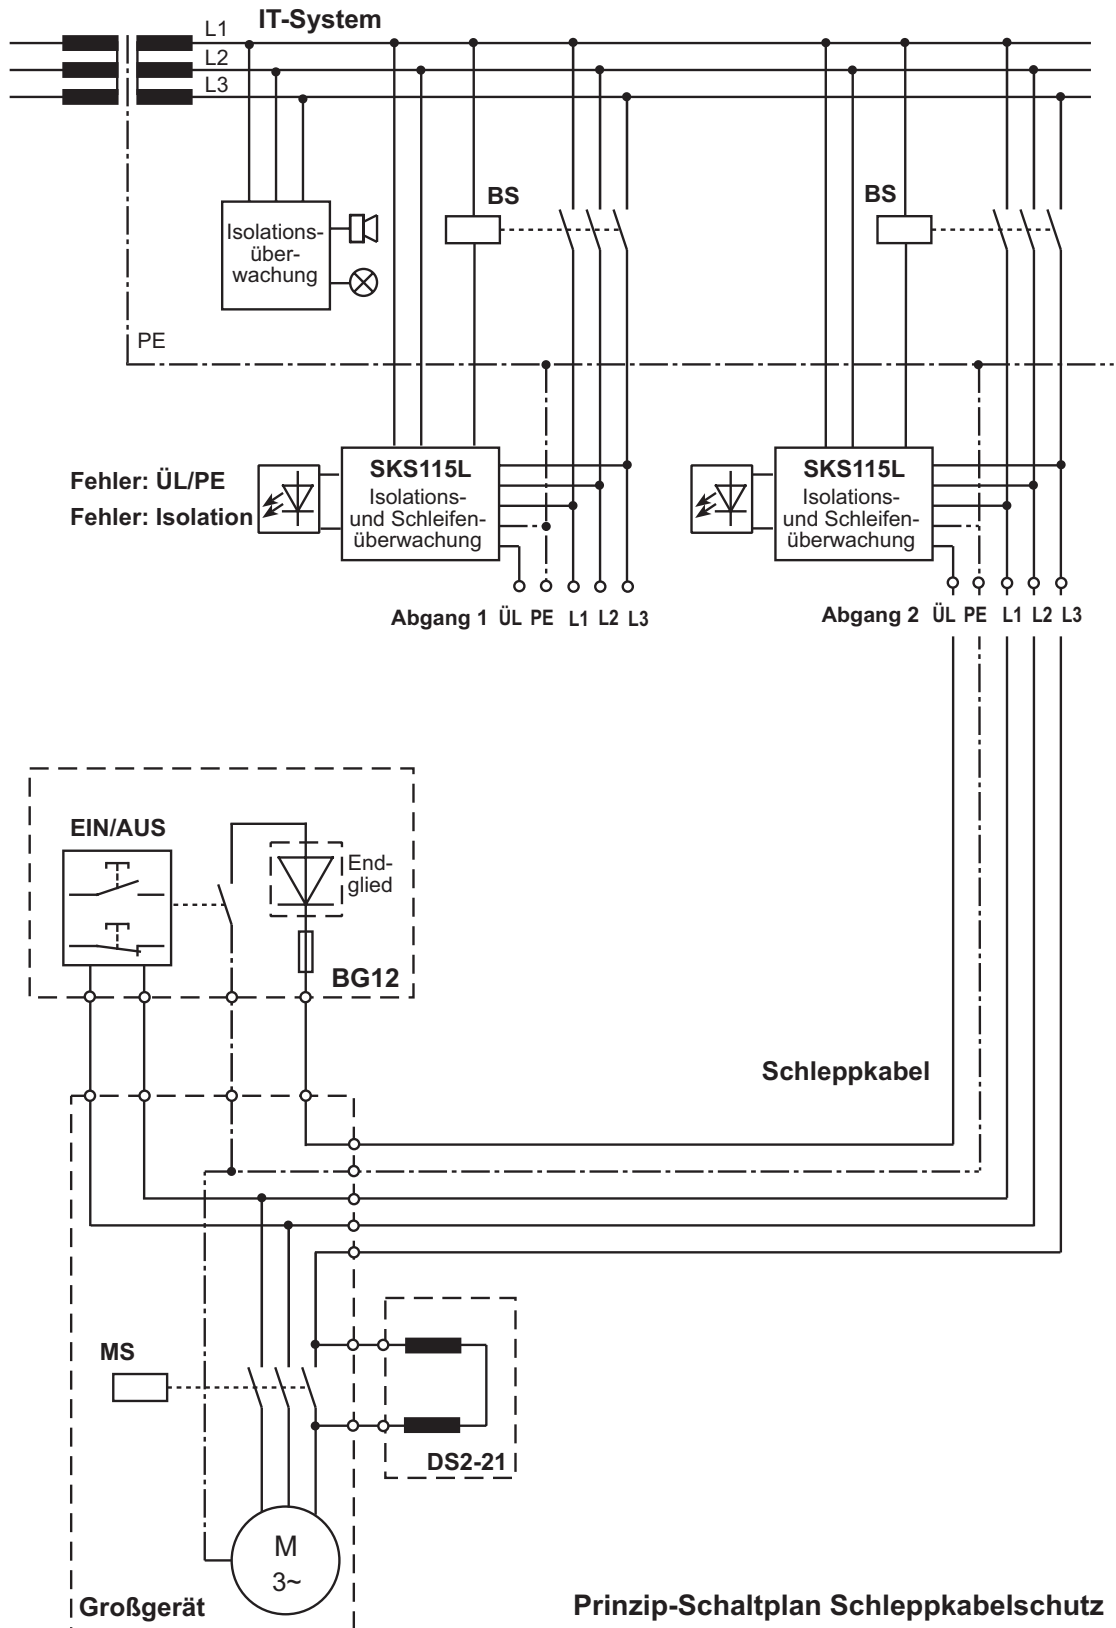 IT-System
L1
L2
L3
BS
BS
Isolations-
über-
wachung
PE
Fehler: ÜL/PE
Fehler: Isolation
SKS115L
Isolations-
und Schleifen-
überwachung
SKS115L
Isolations-
und Schleifen-
überwachung
Abgang 1 ÜL PE L1 L2 L3
Abgang 2 ÜL PE L1 L2 L3
EIN/AUS
End-
glied
BG12
Schleppkabel
MS
DS2-21
M
3~
Großgerät
Prinzip-Schaltplan Schleppkabelschutz